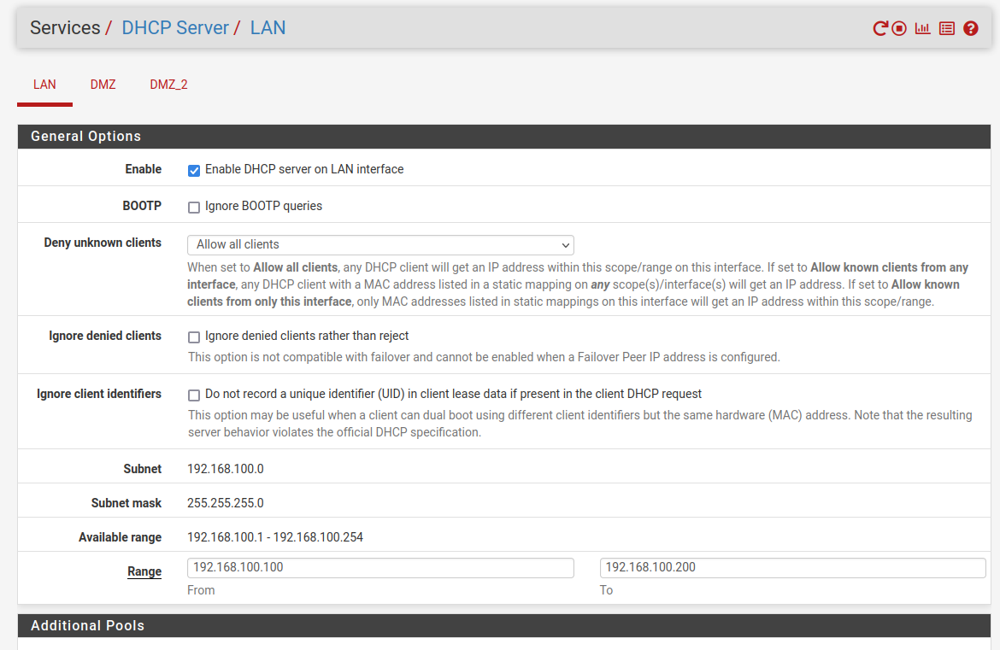 Services / DHCP Server / LAN
LAN DMZ DMZ_2
General Options
Enable Enable DHCP server on LAN interface
BOOTP Ignore BOOTP queries
Deny unknown clients Allow all clients
When set to Allow all clients, any DHCP client will get an IP address within this scope/range on this interface. If set to Allow known clients from any
interface, any DHCP client with a MAC address listed in a static mapping on any scope(s)/interface(s) will get an IP address. If set to Allow known
clients from only this interface, only MAC addresses listed in static mappings on this interface will get an IP address within this scope/range.
Ignore denied clients Ignore denied clients rather than reject
This option is not compatible with failover and cannot be enabled when a Failover Peer IP address is configured.
Ignore client identifiers Do not record a unique identifier (UID) in client lease data if present in the client DHCP request
This option may be useful when a client can dual boot using different client identifiers but the same hardware (MAC) address. Note that the resulting
server behavior violates the official DHCP specification.
Subnet 192.168.100.0
Subnet mask 255.255.255.0
Available range 192.168.100.1 - 192.168.100.254
Range 192.168.100.100 192.168.100.200
From To
Additional Pools